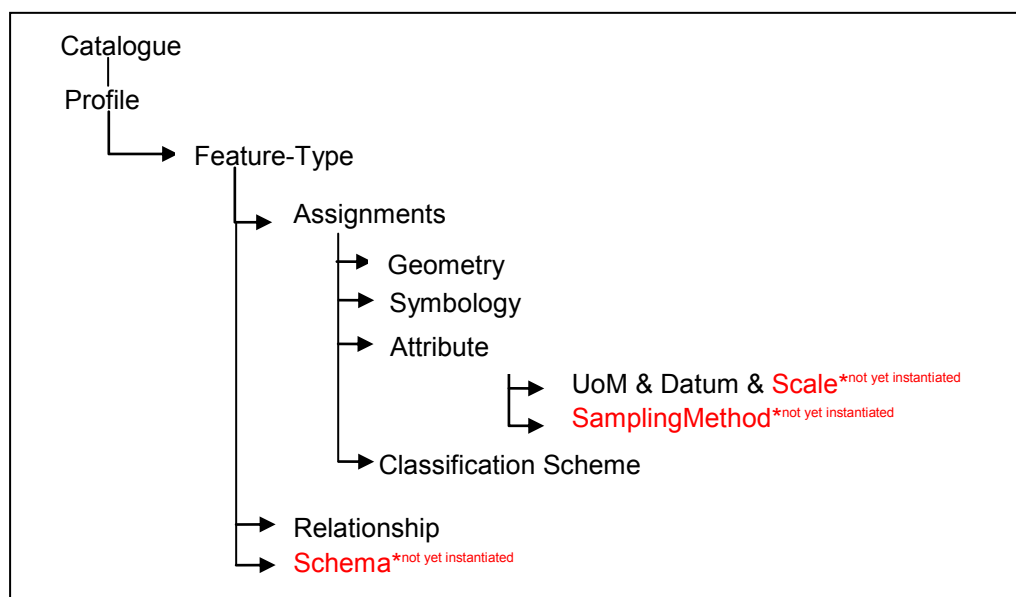 Catalogue
Profile
Feature-Type
Assignments
Geometry
Symbology
Attribute
UoM & Datum & Scale*not yet instantiated
SamplingMethod*not yet instantiated
Classification Scheme
Relationship
Schema*not yet instantiated